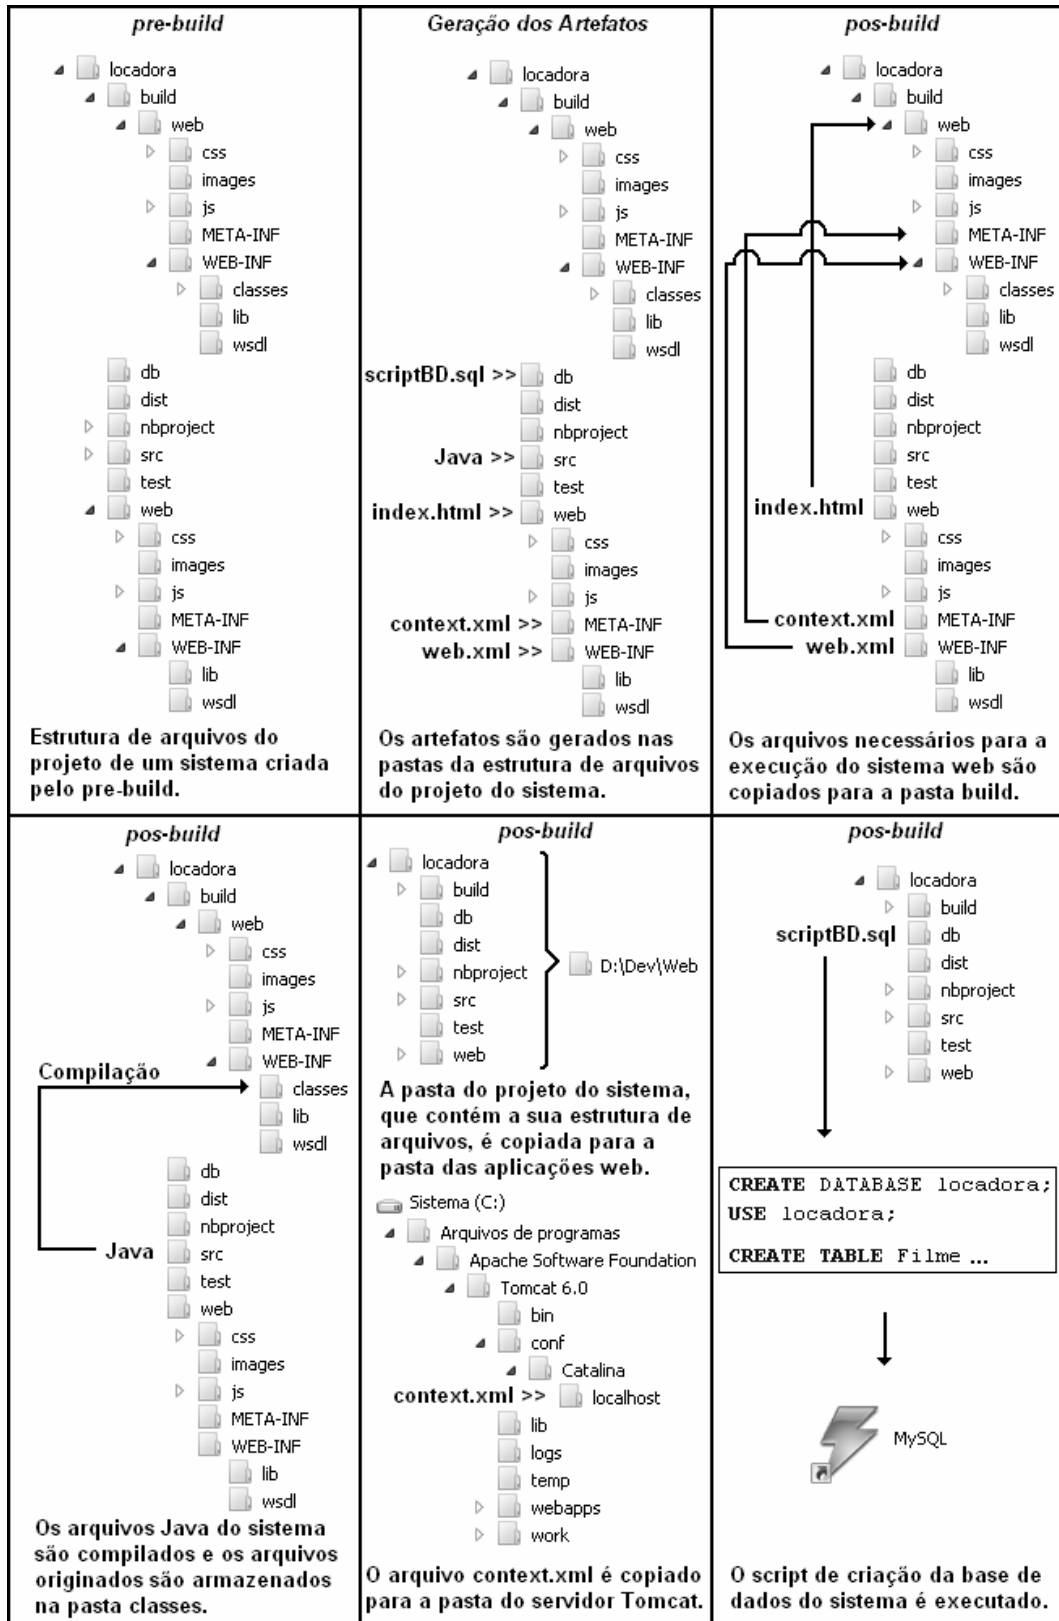 pre-build
locadora
build
web
css
images
js
META-INF
WEB-INF
classes
lib
wsdl
db
dist
nbproject
src
test
web
css
images
js
META-INF
WEB-INF
lib
wsdl
Estrutura de arquivos do
projeto de um sistema criada
pelo pre-build.
Geração dos Artefatos
locadora
build
web
css
images
js
META-INF
WEB-INF
classes
lib
wsdl
scriptBD.sql >> db
dist
nbproject
Java >> src
test
index.html >> web
css
images
js
context.xml >> META-INF
web.xml >> WEB-INF
lib
wsdl
Os artefatos são gerados nas
pastas da estrutura de arquivos
do projeto do sistema.
pos-build
locadora
build
web
css
images
js
META-INF
WEB-INF
classes
lib
wsdl
db
dist
nbproject
src
test
index.html web
css
images
js
context.xml META-INF
web.xml WEB-INF
lib
wsdl
Os arquivos necessários para a
execução do sistema web são
copiados para a pasta build.
pos-build
locadora
build
web
css
images
js
META-INF
WEB-INF
Compilação
classes
lib
wsdl
db
dist
nbproject
Java src
test
web
css
images
js
META-INF
WEB-INF
lib
wsdl
Os arquivos Java do sistema
são compilados e os arquivos
originados são armazenados
na pasta classes.
pos-build
locadora
build
db
dist
nbproject
src
test
web
D:\Dev\Web
A pasta do projeto do sistema,
que contém a sua estrutura de
arquivos, é copiada para a
pasta das aplicações web.
Sistema (C:)
Arquivos de programas
Apache Software Foundation
Tomcat 6.0
bin
conf
Catalina
context.xml >> localhost
lib
logs
temp
webapps
work
O arquivo context.xml é copiado
para a pasta do servidor Tomcat.
pos-build
locadora
build
scriptBD.sql db
dist
nbproject
src
test
web
CREATE DATABASE locadora;
USE locadora;
CREATE TABLE Filme ...
MySQL
O script de criação da base de
dados do sistema é executado.